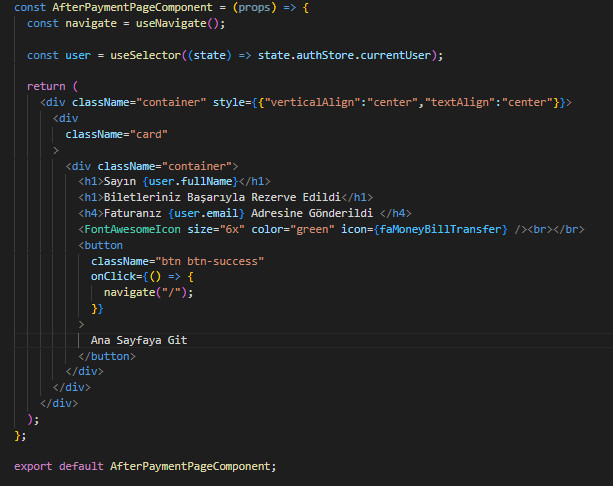 const AfterPaymentPageComponent = (props) => {
  const navigate = useNavigate();

  const user = useSelector((state) => state.authStore.currentUser);

  return (
    <div className="container" style={{"verticalAlign":"center","textAlign":"center"}}>
      <div
        className="card"
      >
        <div className="container">
          <h1>Sayın {user.fullName}</h1>
          <h1>Biletleriniz Başarıyla Rezerve Edildi</h1>
          <h4>Faturanız {user.email} Adresine Gönderildi </h4>
          <FontAwesomeIcon size="6x" color="green" icon={faMoneyBillTransfer} /><br></br>
          <button
            className="btn btn-success"
            onClick={() => {
              navigate("/");
            }}
          >
            Ana Sayfaya Git
          </button>
        </div>
      </div>
    </div>
  );
};

export default AfterPaymentPageComponent;